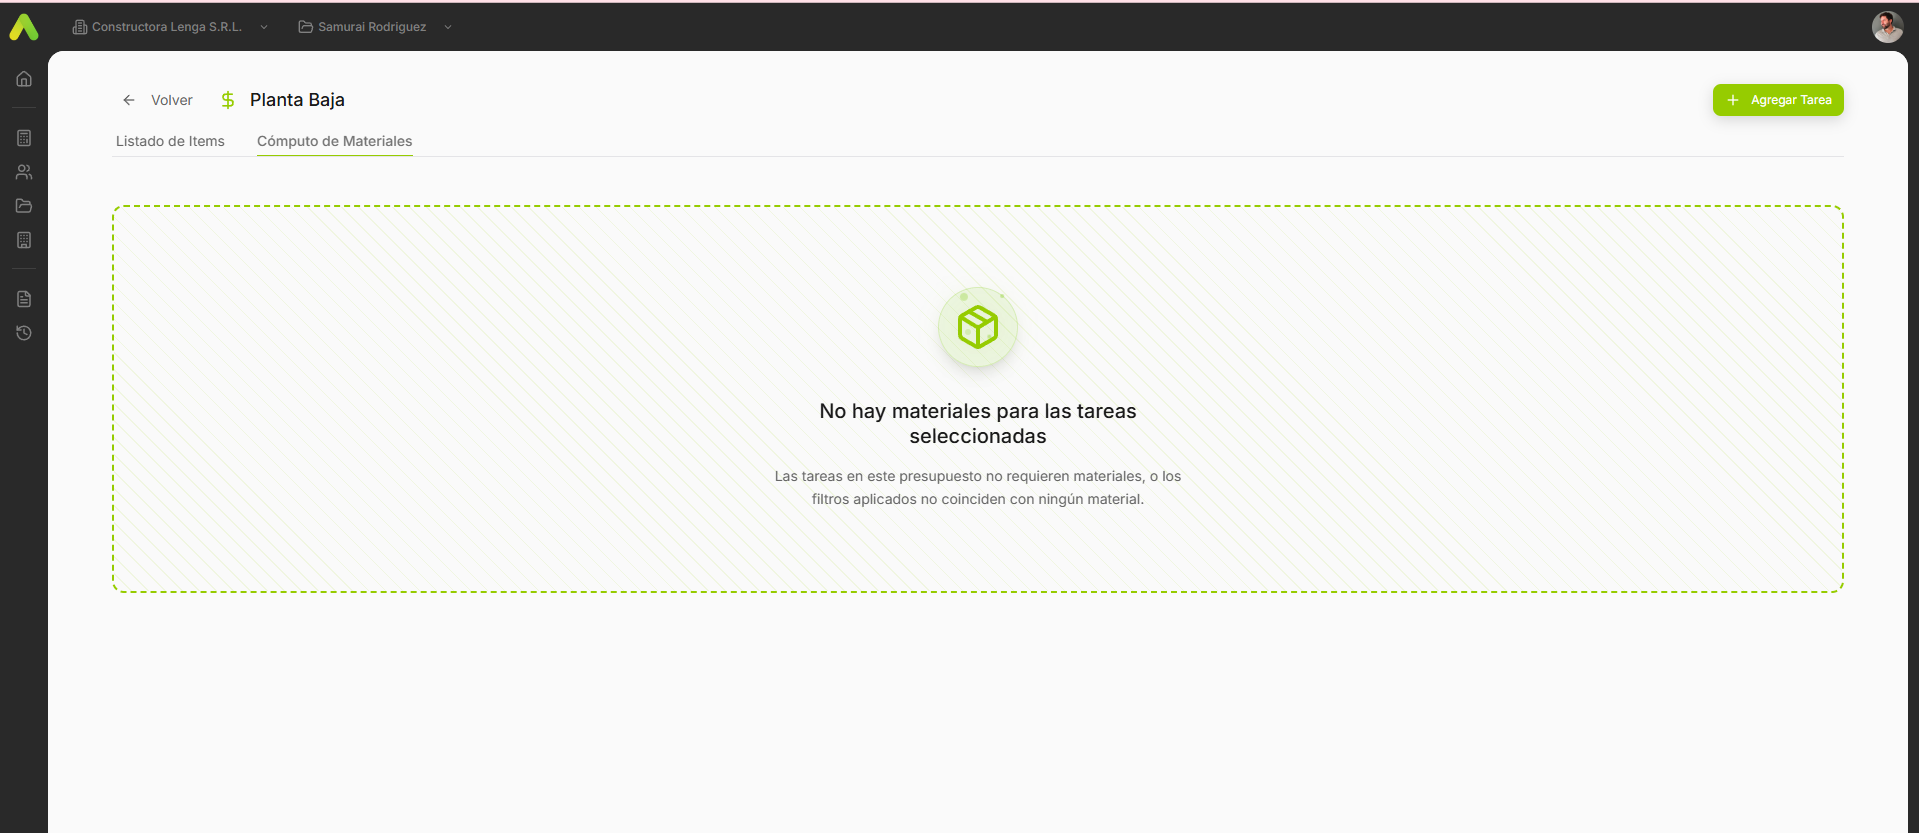 Constructora Lenga S.R.L.
Samurai Rodriguez
Volver
Planta Baja
Agregar Tarea
Listado de Items
Cómputo de Materiales
No hay materiales para las tareas
seleccionadas
Las tareas en este presupuesto no requieren materiales, o los
filtros aplicados no coinciden con ningún material.